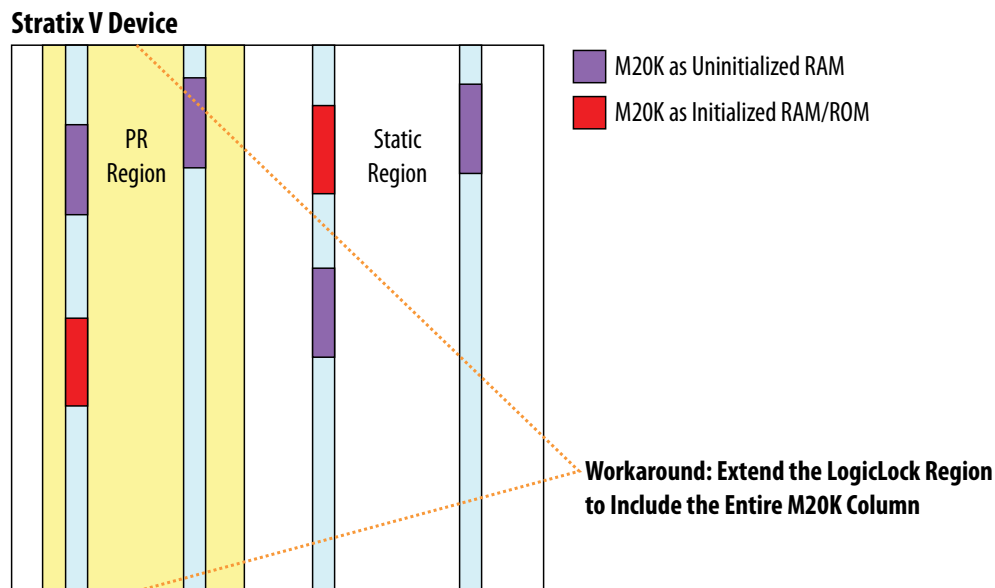 Stratix V Device
M20K as Uninitialized RAM
M20K as Initialized RAM/ROM
PR
Region
Static
Region
Workaround: Extend the LogicLock Region
to Include the Entire M20K Column